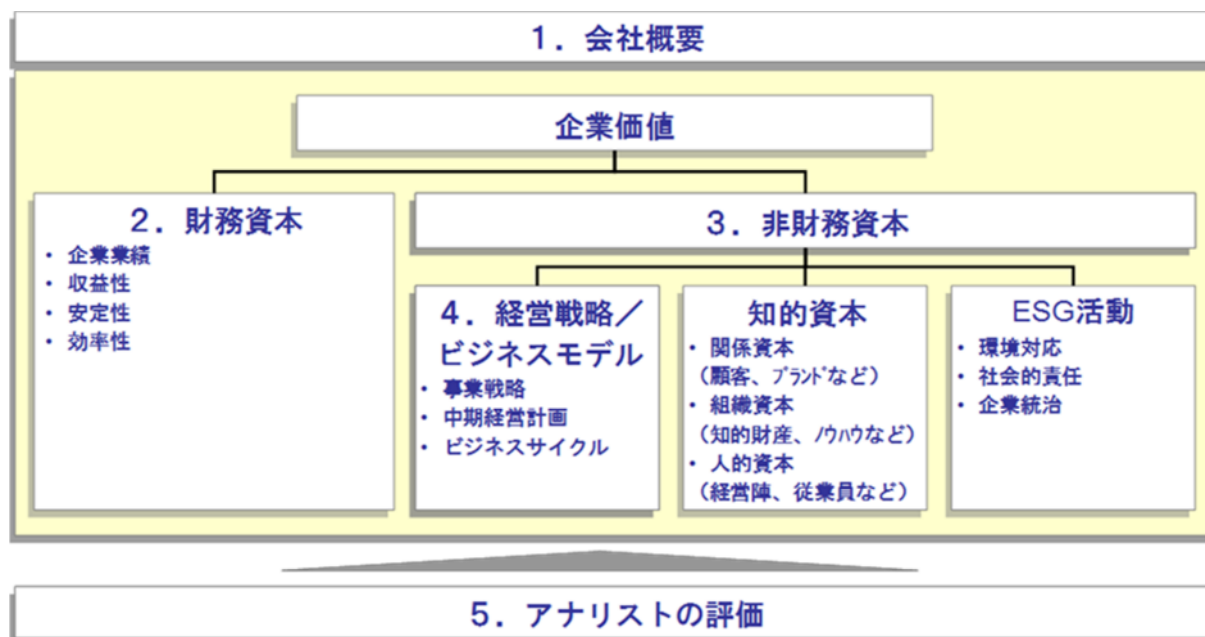 1．会社概要
企業価値
2．財務資本
・ 企業業績
・ 収益性
・ 安定性
・ 効率性
3．非財務資本
4．経営戦略／
ビジネスモデル
・ 事業戦略
・ 中期経営計画
・ ビジネスサイクル
知的資本
・ 関係資本
（顧客、ﾌﾞﾗﾝﾄﾞなど）
・ 組織資本
（知的財産、ﾉｳﾊｳなど）
・ 人的資本
（経営陣、従業員など）
ESG活動
・ 環境対応
・ 社会的責任
・ 企業統治
5．アナリストの評価